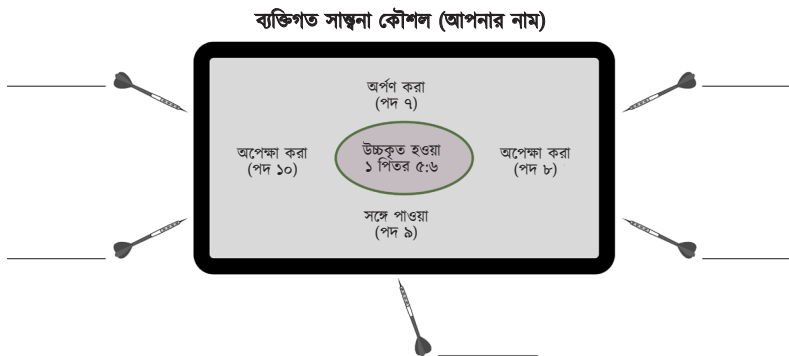 ব্যক্তিগত সান্ত্বনা কৌশল (আপনার নাম)
অর্পণ করা
(পদ ৭)
অপেক্ষা করা
(পদ ১০)
উচ্চকৃত হওয়া
১ পিতর ৫:৬
অপেক্ষা করা
(পদ ৮)
সঙ্গে পাওয়া
(পদ ৯)